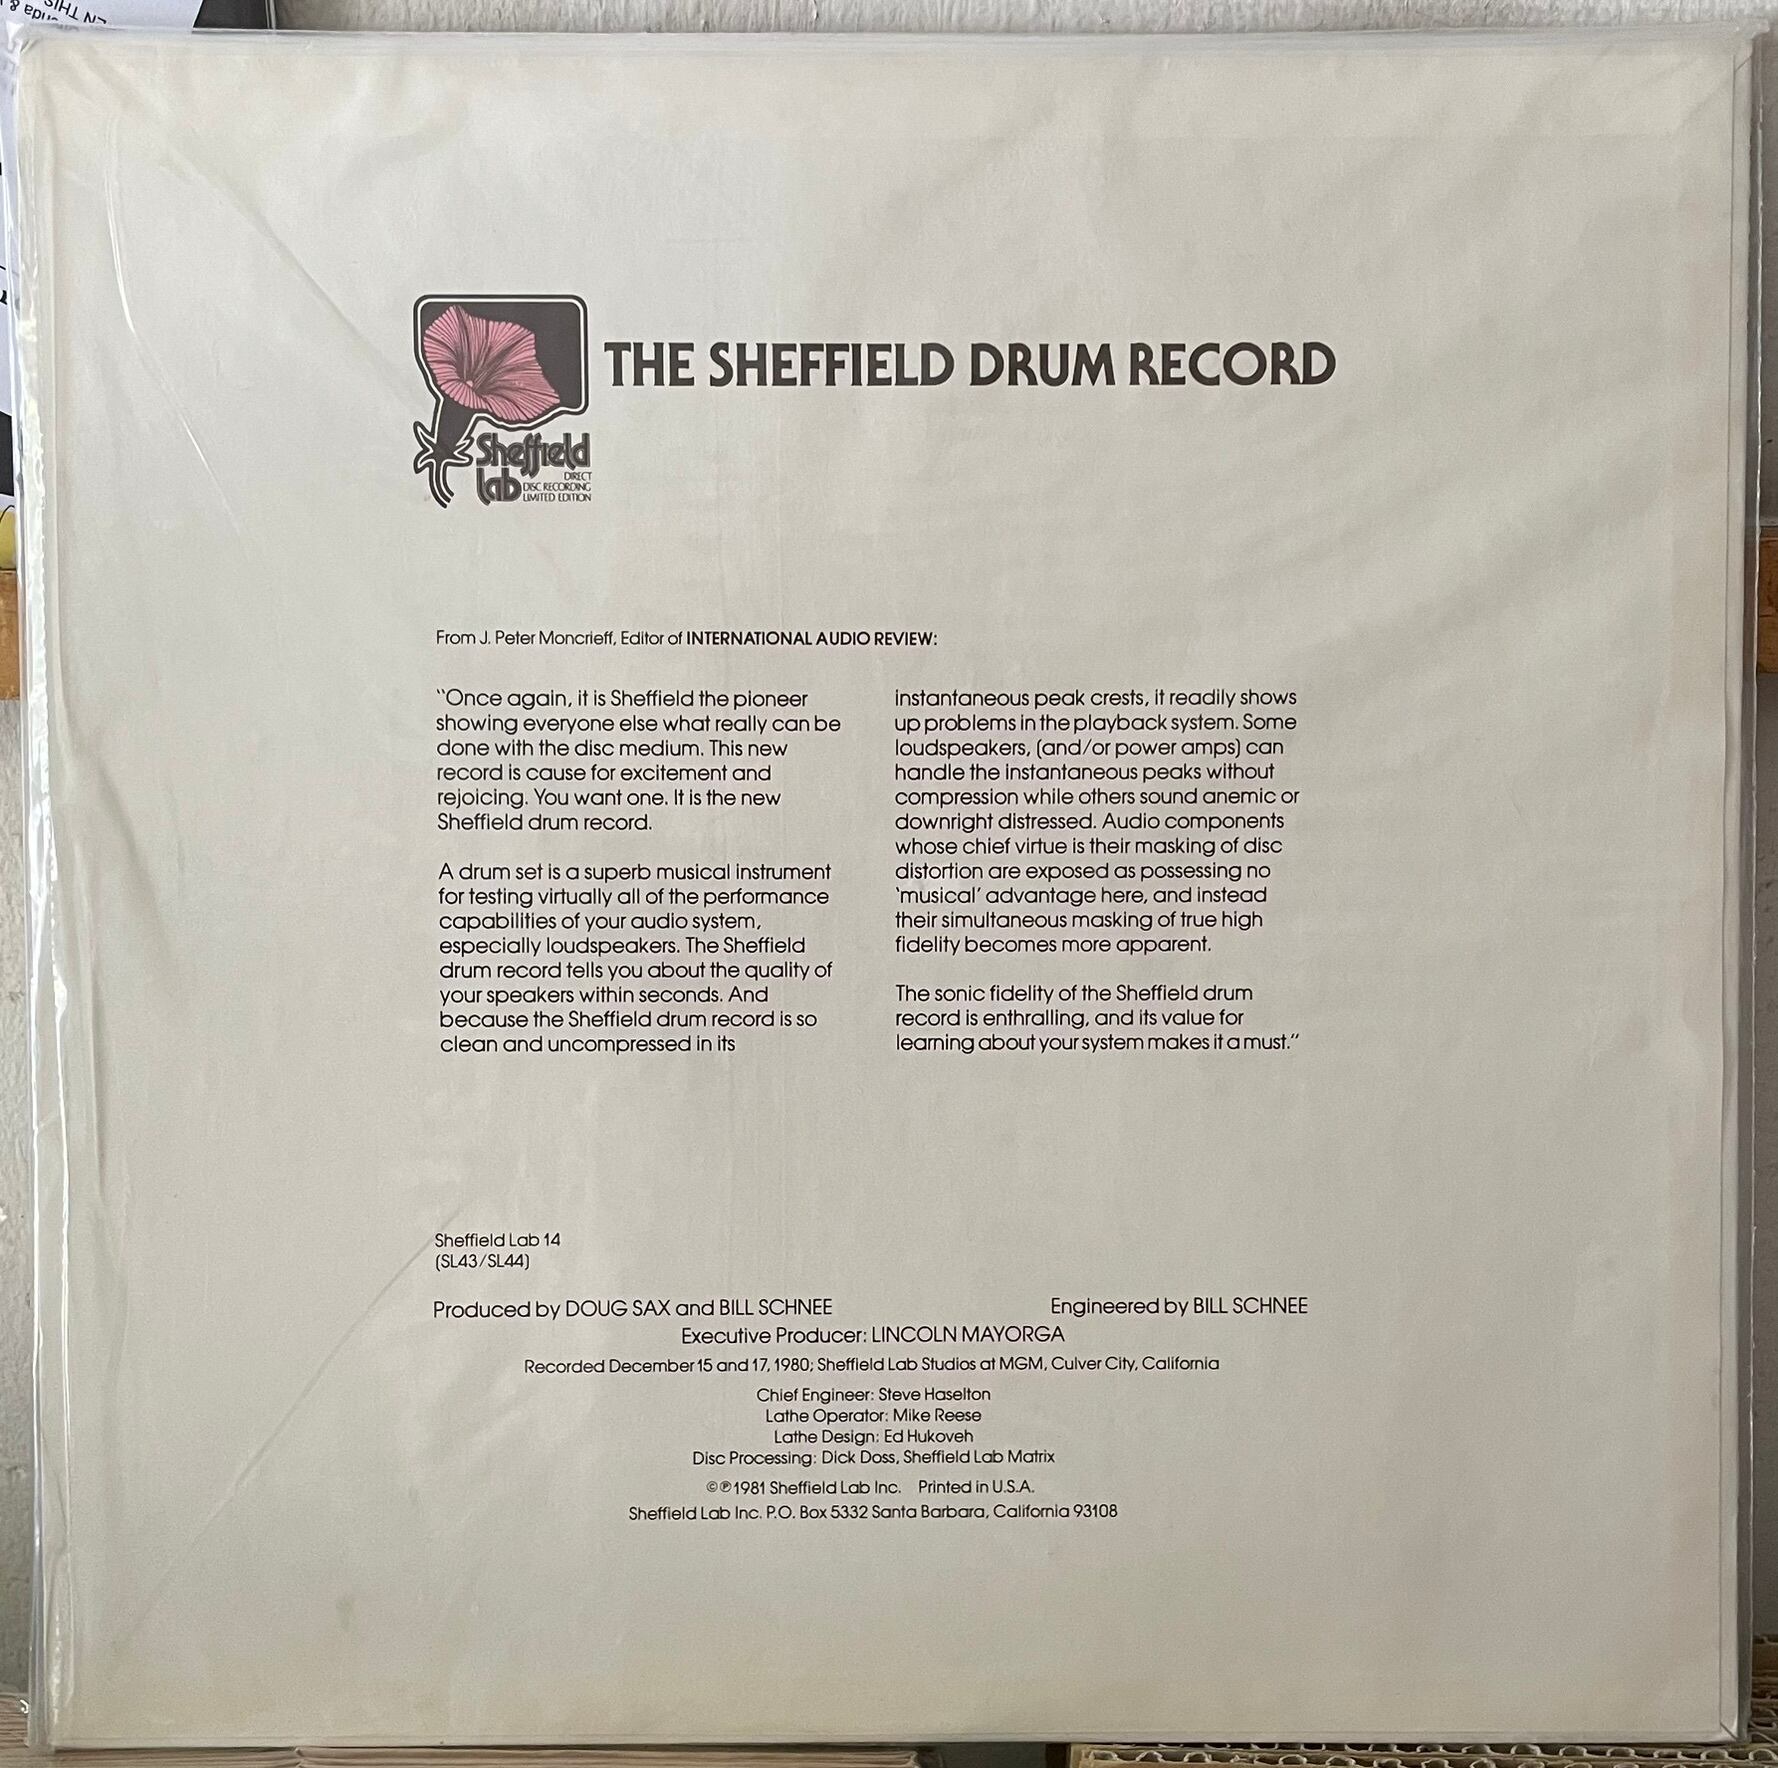 THE SHEFFIELD DRUM RECORD
Sheffield
lab
DIRECT
DISC RECORDING
LIMITED EDITION
From J. Peter Moncrieff, Editor of INTERNATIONAL AUDIO REVIEW:
"Once again, it is Sheffield the pioneer
showing everyone else what really can be
done with the disc medium. This new
record is cause for excitement and
rejoicing. You want one. It is the new
Sheffield drum record.
A drum set is a superb musical instrument
for testing virtually all of the performance
capabilities of your audio system,
especially loudspeakers. The Sheffield
drum record tells you about the quality of
your speakers within seconds. And
because the Sheffield drum record is so
clean and uncompressed in its
instantaneous peak crests, it readily shows
up problems in the playback system. Some
loudspeakers, (and/or power amps) can
handle the instantaneous peaks without
compression while others sound anemic or
downright distressed. Audio components
whose chief virtue is their masking of disc
distortion are exposed as possessing no
'musical' advantage here, and instead
their simultaneous masking of true high
fidelity becomes more apparent.
The sonic fidelity of the Sheffield drum
record is enthralling, and its value for
learning about your system makes it a must."
Sheffield Lab 14
(SL43/SL44)
Produced by DOUG SAX and BILL SCHNEE
Engineered by BILL SCHNEE
Executive Producer: LINCOLN MAYORGA
Recorded December 15 and 17, 1980; Sheffield Lab Studios at MGM, Culver City, California
Chief Engineer: Steve Haselton
Lathe Operator: Mike Reese
Lathe Design: Ed Hukoveh
Disc Processing: Dick Doss, Sheffield Lab Matrix
©℗1981 Sheffield Lab Inc. Printed in U.S.A.
Sheffield Lab Inc. P.O. Box 5332 Santa Barbara, California 93108